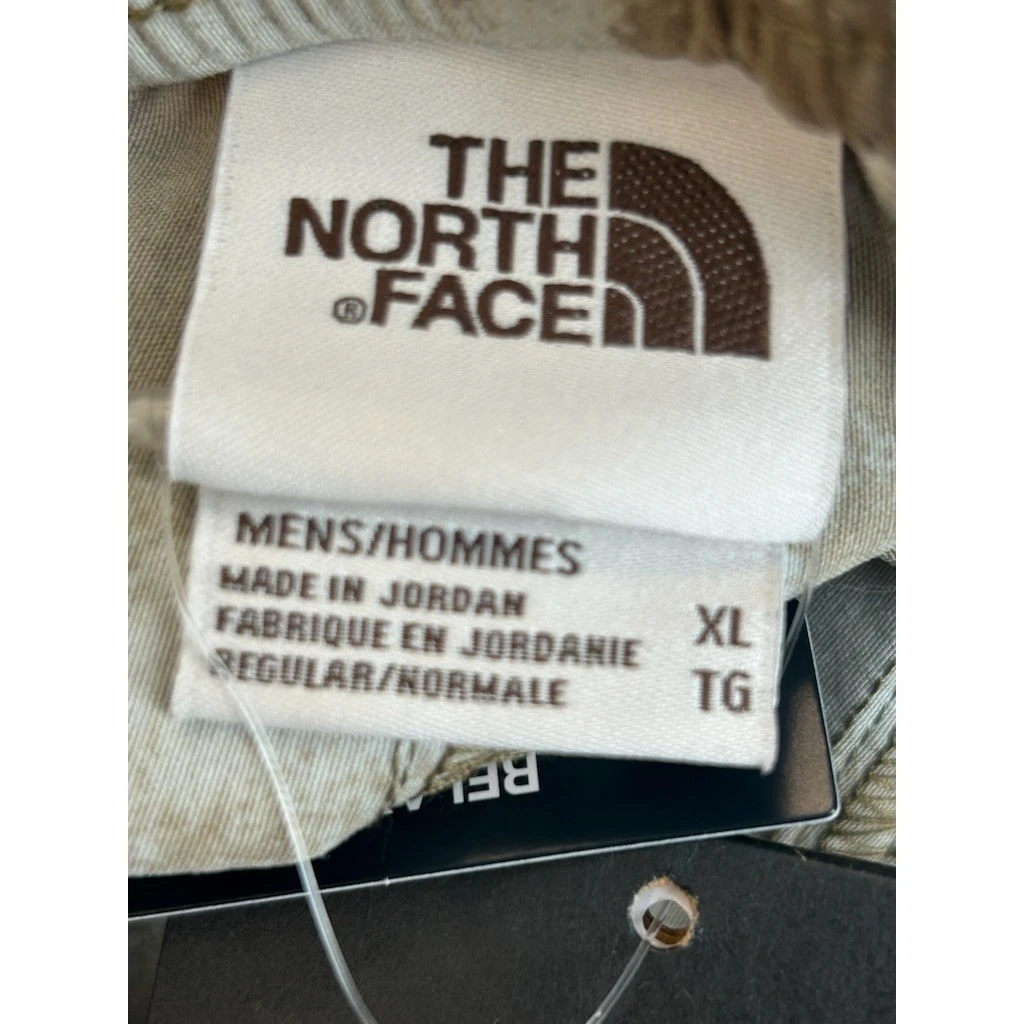 THE
NORTH
®FACE
MENS/HOMMES
MADE IN JORDAN
FABRIQUE EN JORDANIE
REGULAR/NORMALE
XL
TG